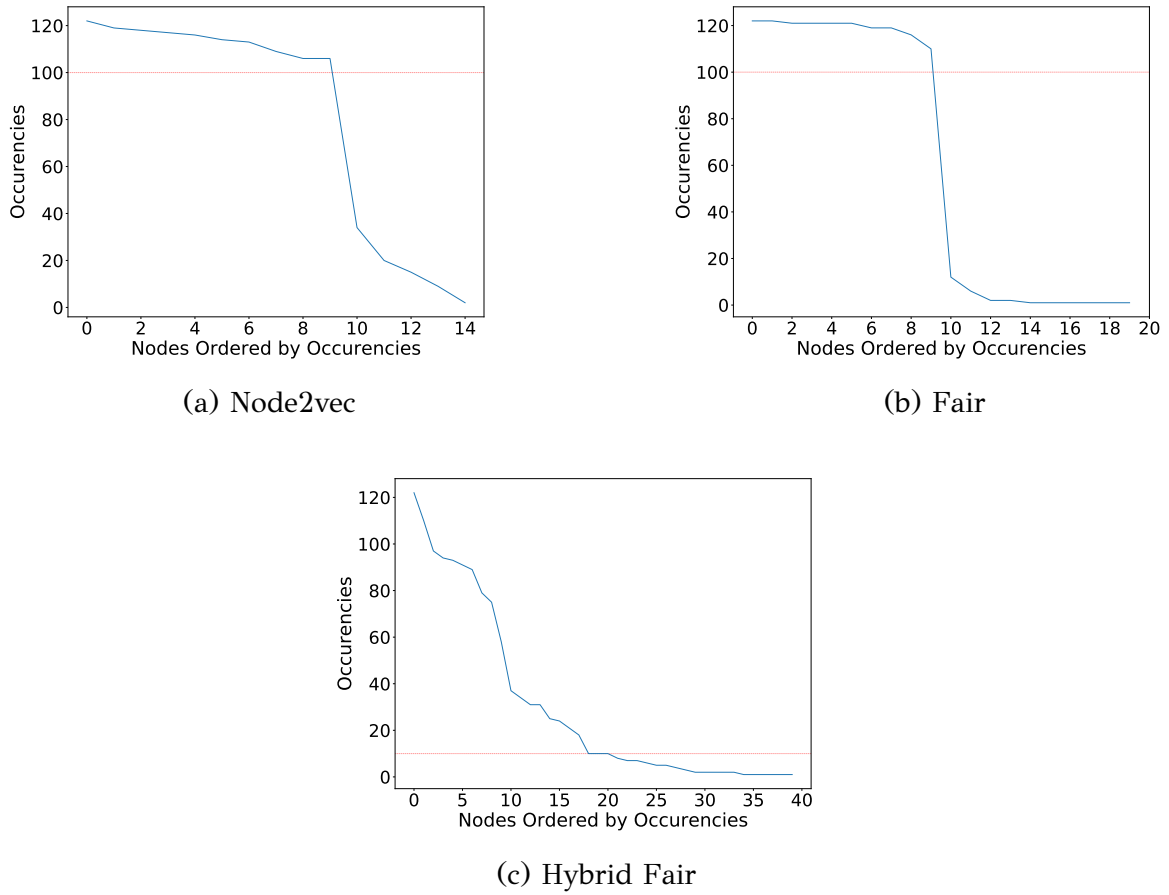 120
100
80
60
40
20
0
Occurencies
0 2 4 6 8 10 12 14
Nodes Ordered by Occurencies
(a) Node2vec
120
100
80
60
40
20
0
Occurencies
0 2 4 6 8 10 12 14 16 18 20
Nodes Ordered by Occurencies
(b) Fair
120
100
80
60
40
20
0
Occurencies
0 5 10 15 20 25 30 35 40
Nodes Ordered by Occurencies
(c) Hybrid Fair